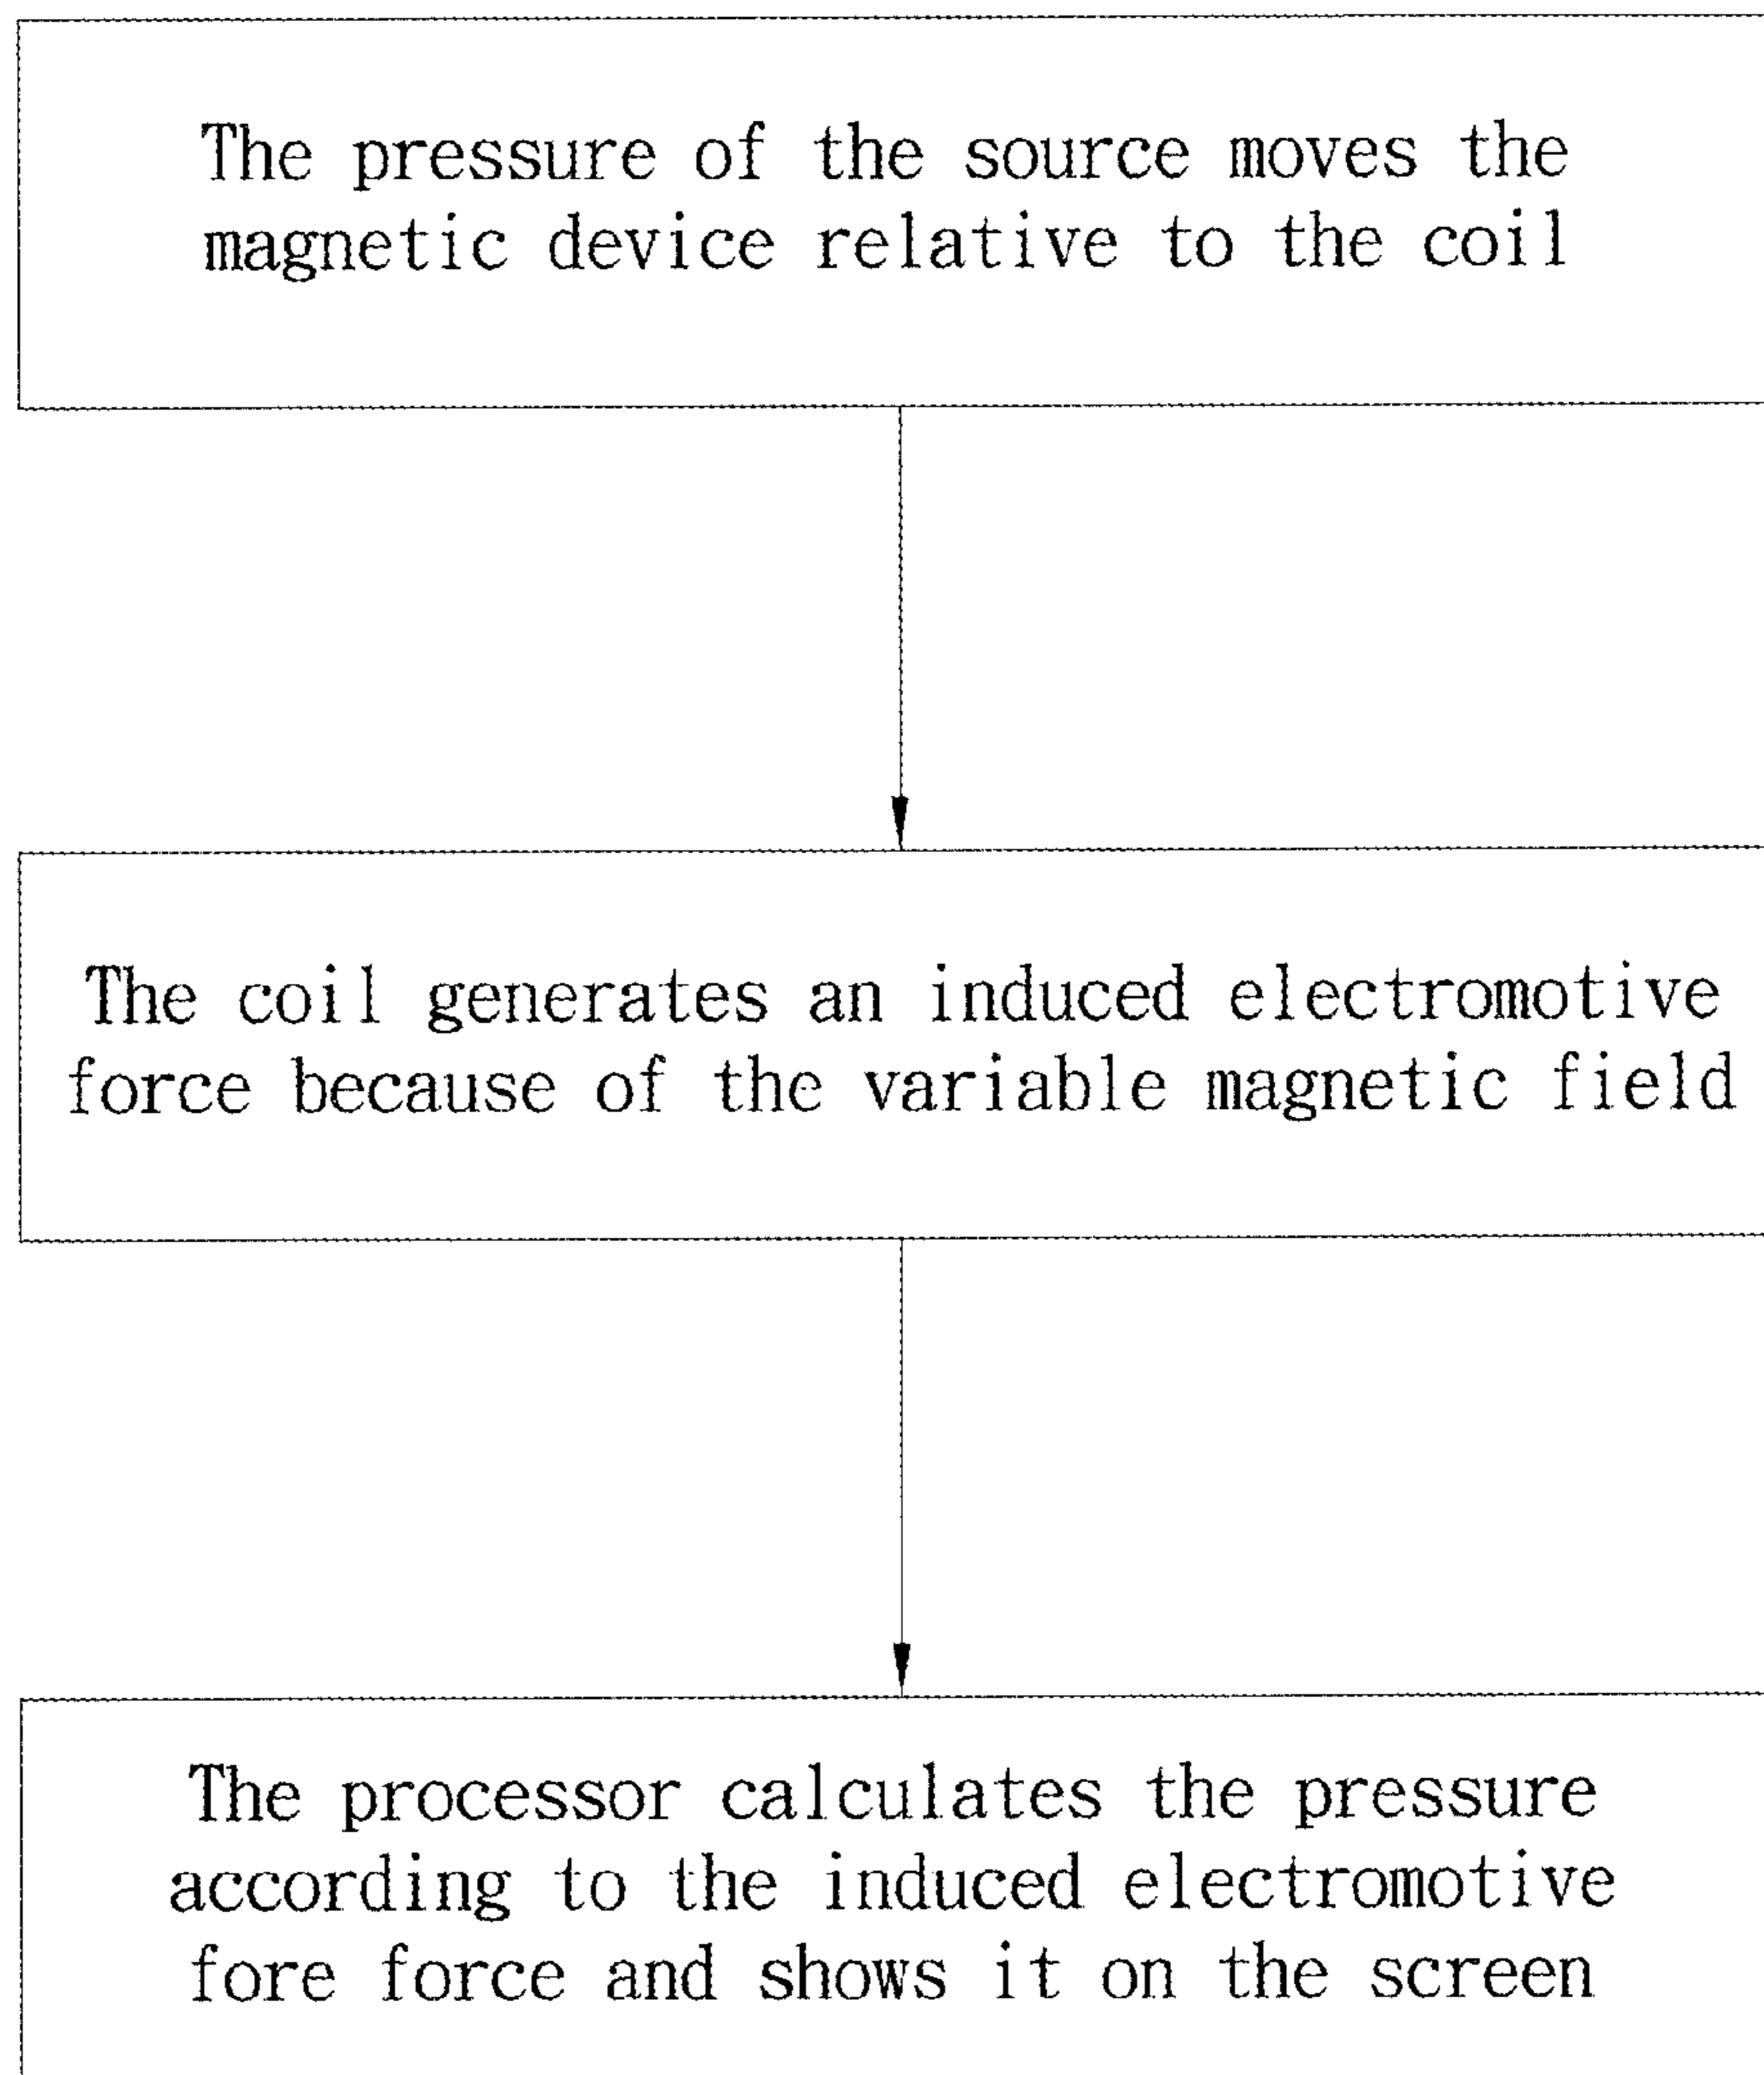 The pressure of the source moves the
magnetic device relative to the coil
The coil generates an induced electromotive
force because of the variable magnetic field
The processor calculates the pressure
according to the induced electromotive
fore force and shows it on the screen